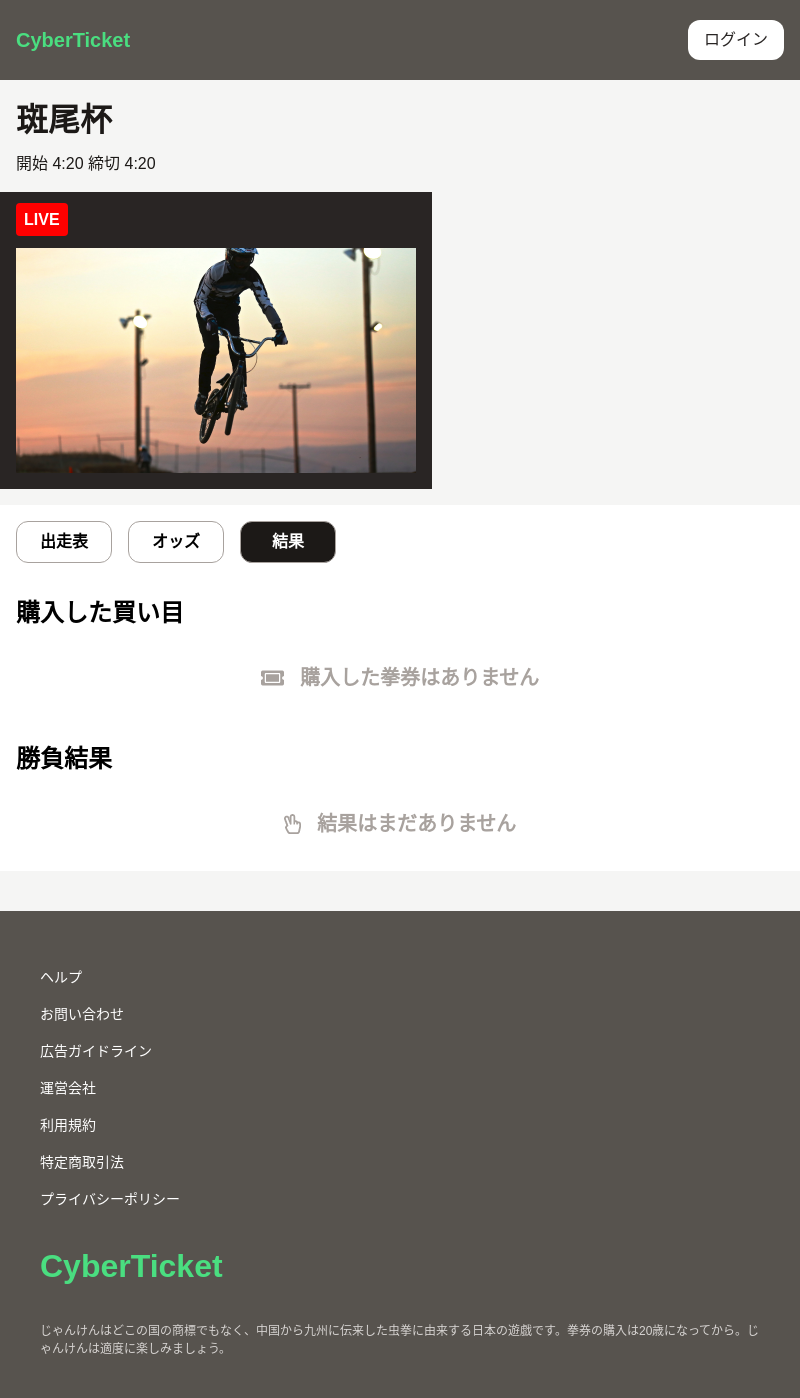 CyberTicket
ログイン
斑尾杯
開始 4:20 締切 4:20
LIVE
出走表
オッズ
結果
購入した買い目
購入した拳券はありません
勝負結果
結果はまだありません
ヘルプ
お問い合わせ
広告ガイドライン
運営会社
利用規約
特定商取引法
プライバシーポリシー
CyberTicket
じゃんけんはどこの国の商標でもなく、中国から九州に伝来した虫拳に由来する日本の遊戯です。拳券の購入は20歳になってから。じ
ゃんけんは適度に楽しみましょう。